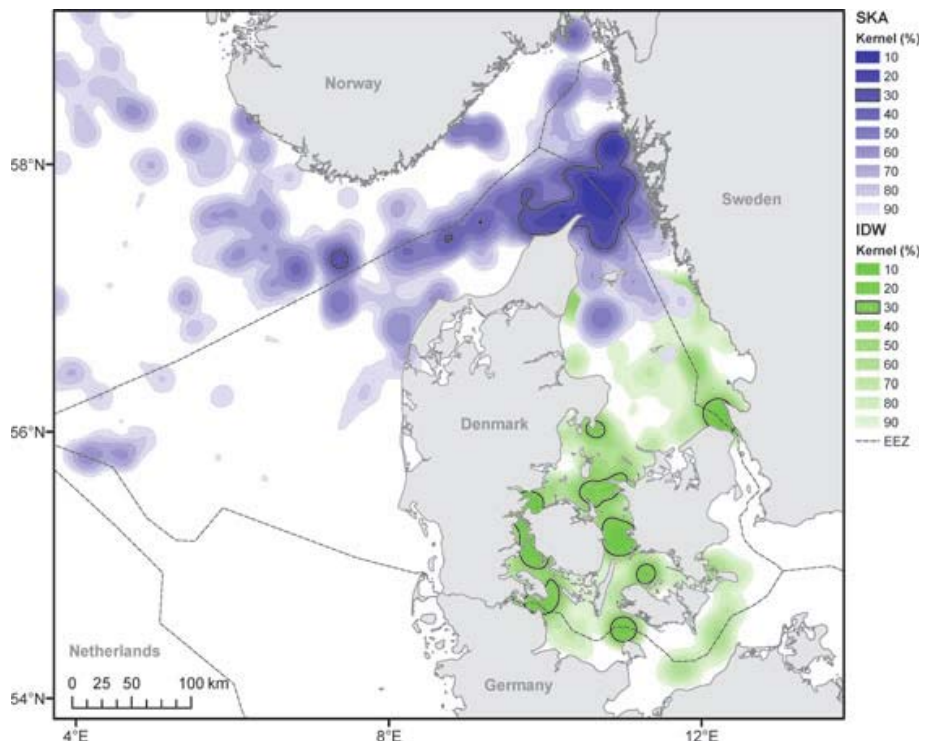 SKA
Kernel (%)
10
20
30
40
50
60
70
80
90
IDW
Kernel (%)
10
20
30
40
50
60
70
80
90
EEZ
Norway
Sweden
Denmark
Netherlands
Germany
58°N
56°N
54°N
0 25 50 100 km
4°E 8°E 12°E